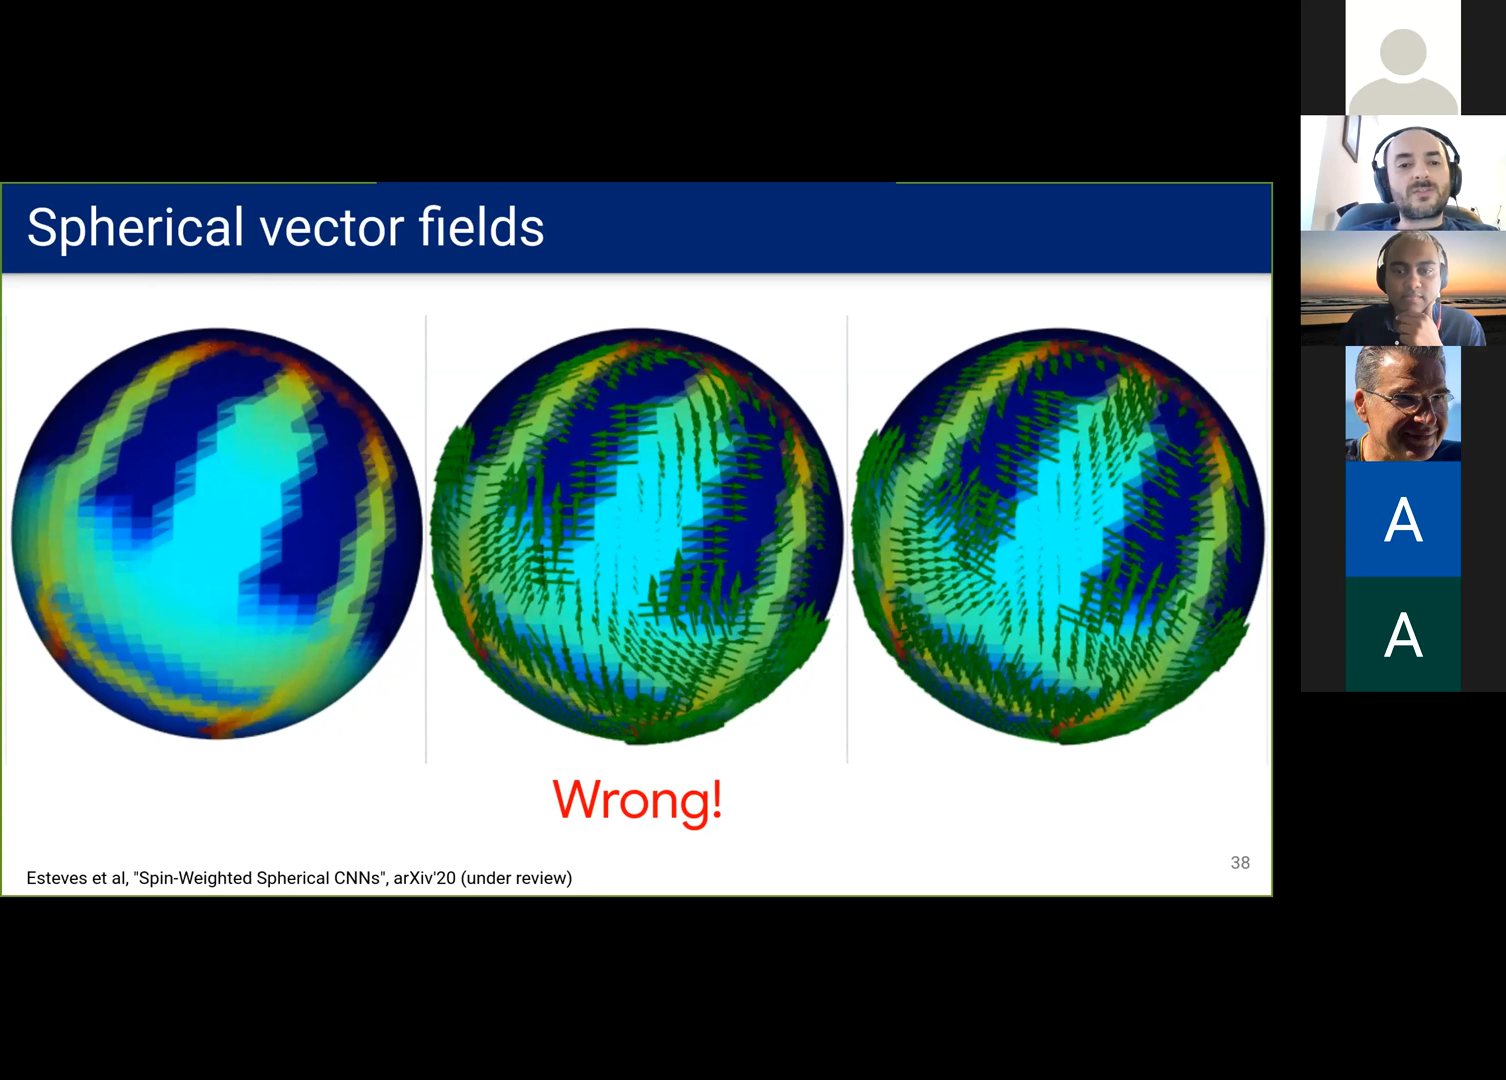 Spherical vector fields
Wrong!
38
Esteves et al, "Spin-Weighted Spherical CNNs", arXiv'20 (under review)
A
A